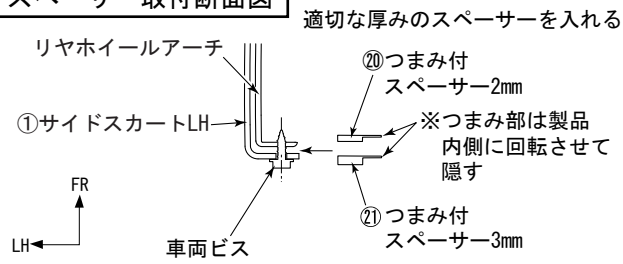 スペーサー取付断面図
適切な厚みのスペーサーを入れる
リヤホイールアーチ
⑳つまみ付
スペーサー2mm
①サイドスカートLH
※つまみ部は製品
内側に回転させて
隠す
FR
㉑つまみ付
スペーサー3mm
LH
車両ビス